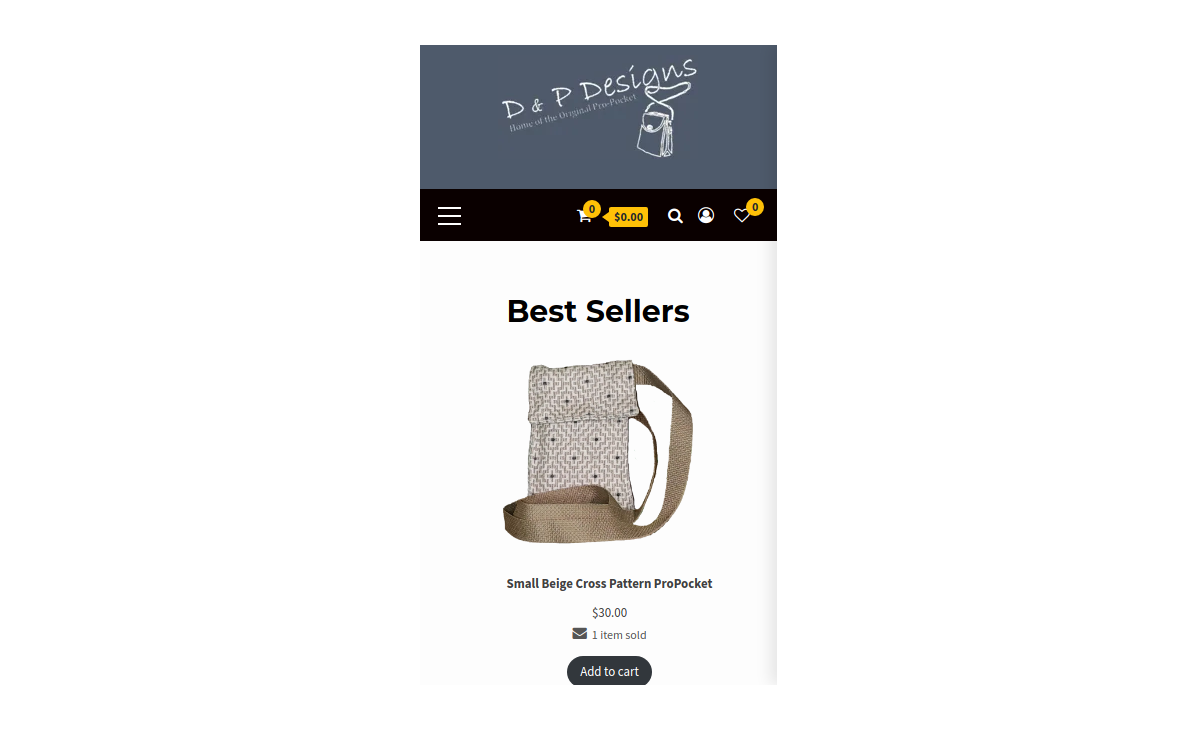 D & P Designs
Home of the Original Pro-Pocket
0
$0.00
0
Best Sellers
Small Beige Cross Pattern ProPocket
$30.00
1 item sold
Add to cart